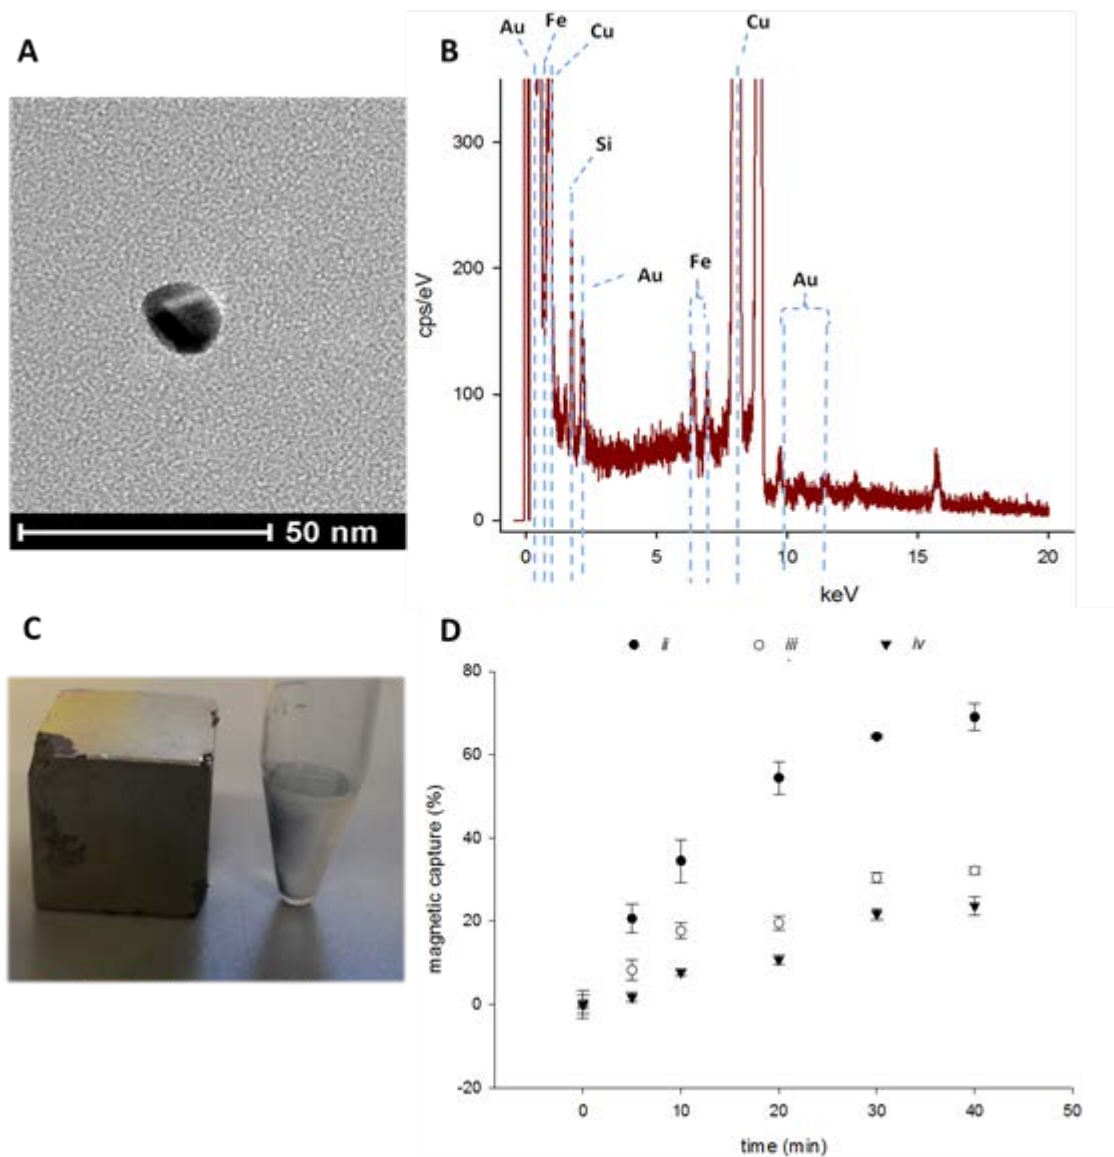 A
50 nm
B
Au Fe Cu Cu
Si
Au Fe Au
300
200
100
0
cps/eV
0 5 10 15 20
keV
C
D
ii iii iv
80
60
40
20
0
-20
magnetic capture (%)
0 10 20 30 40 50
time (min)